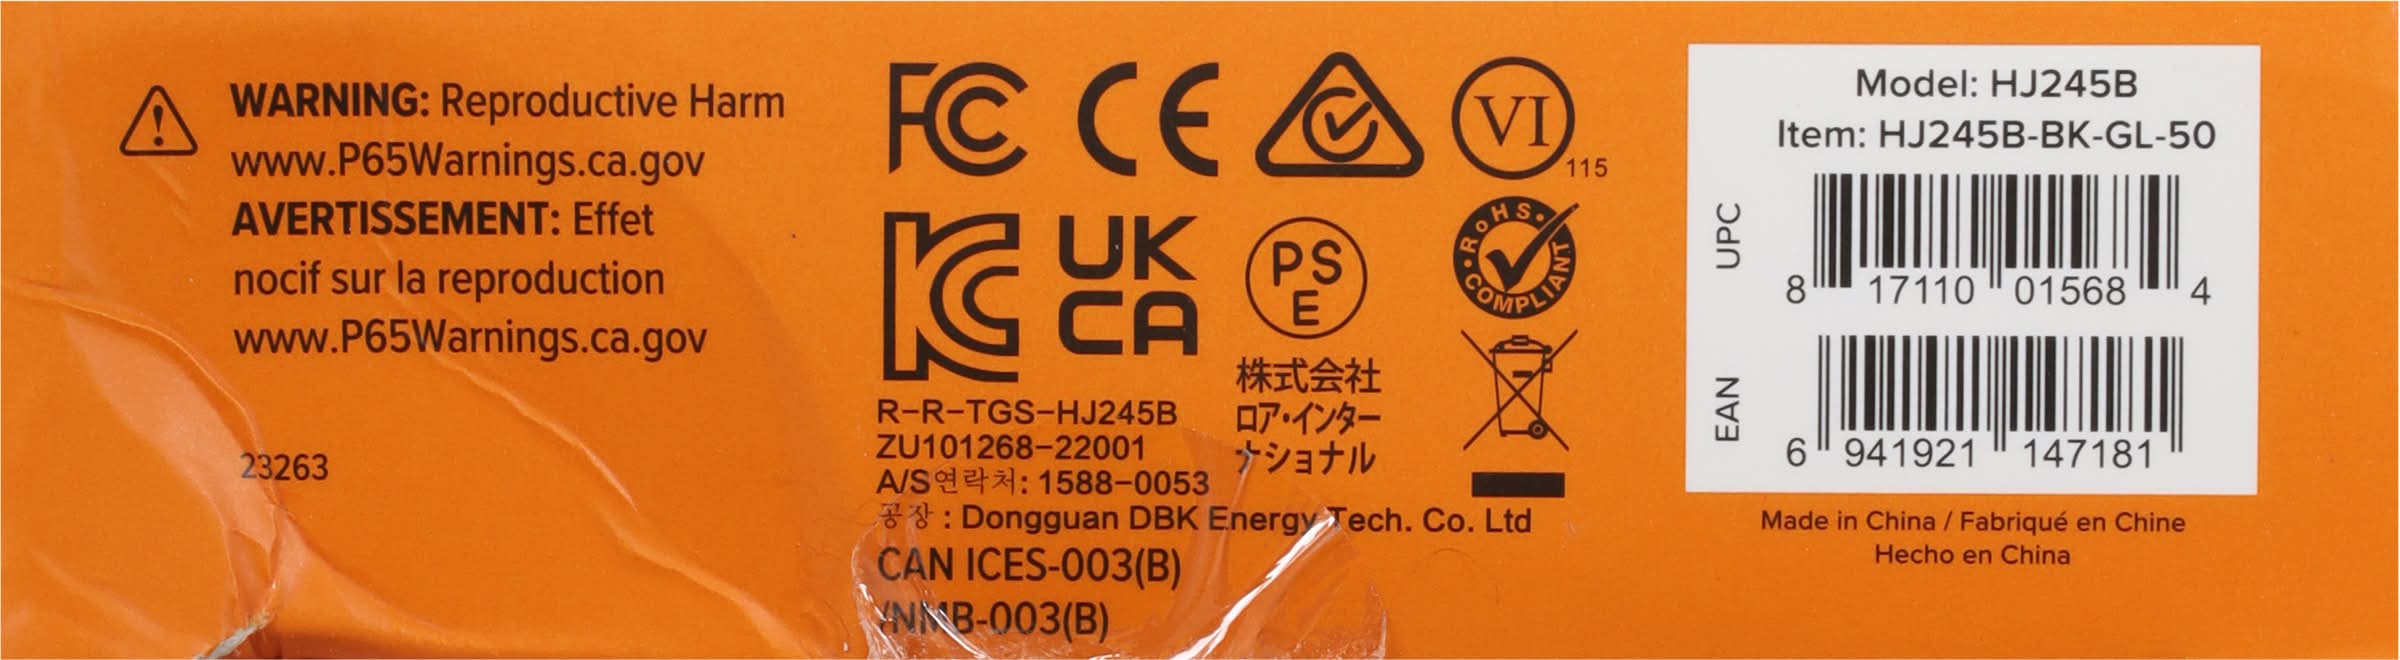 WARNING: Reproductive Harm
www.P65Warnings.ca.gov
AVERTISSEMENT: Effet
nocif sur la reproduction
www.P65Warnings.ca.gov
23263
FC CE VI
115
KC UK
CA
PS
E
RoHS
COMPLIANT
R-R-TGS-HJ245B
ZU101268-22001
A/S연락처: 1588-0053
공장 : Dongguan DBK Energy Tech. Co. Ltd
CAN ICES-003(B)
/NMB-003(B)
株式会社
ロア・インター
ナショナル
Model: HJ245B
Item: HJ245B-BK-GL-50
UPC
8 17110 01568 4
EAN
6 941921 147181
Made in China / Fabriqué en Chine
Hecho en China